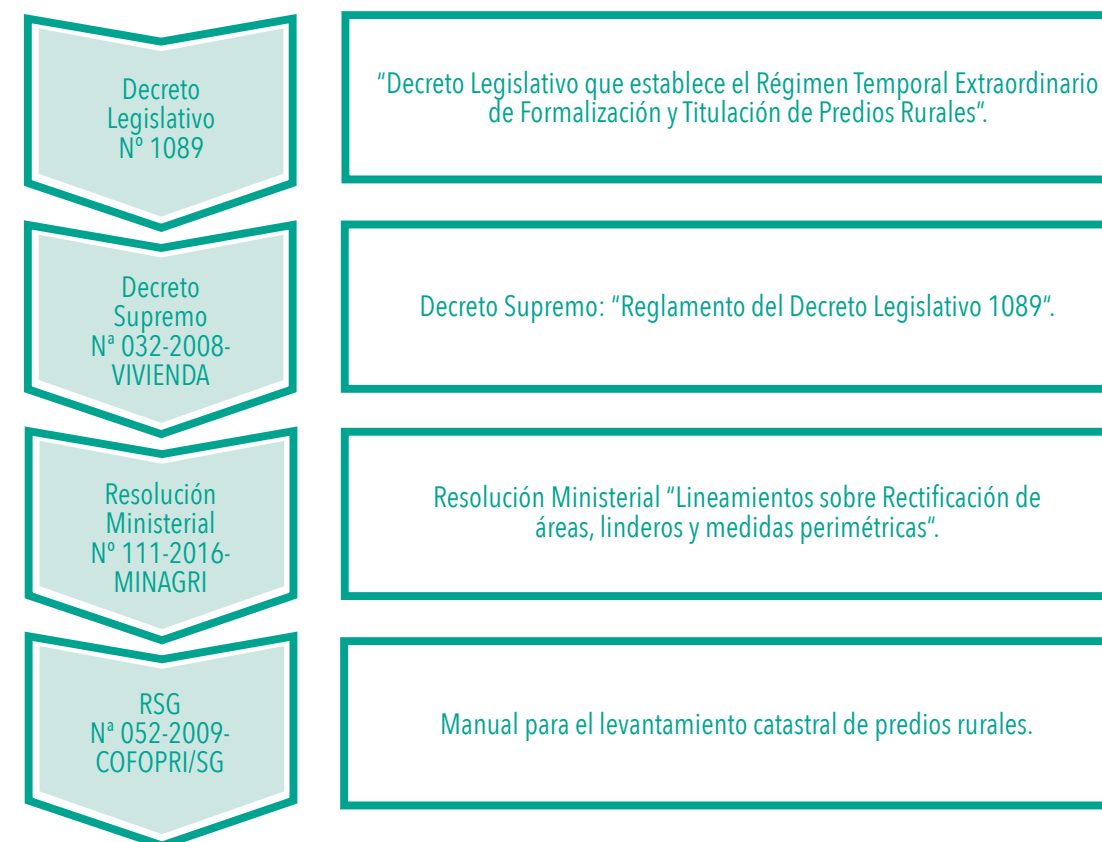 Decreto
Legislativo
Nº 1089
“Decreto Legislativo que establece el Régimen Temporal Extraordinario
de Formalización y Titulación de Predios Rurales”.
Decreto
Supremo
Nª 032-2008-
VIVIENDA
Decreto Supremo: “Reglamento del Decreto Legislativo 1089”.
Resolución
Ministerial
Nº 111-2016-
MINAGRI
Resolución Ministerial “Lineamientos sobre Rectificación de
áreas, linderos y medidas perimétricas”.
RSG
Nª 052-2009-
COFOPRI/SG
Manual para el levantamiento catastral de predios rurales.